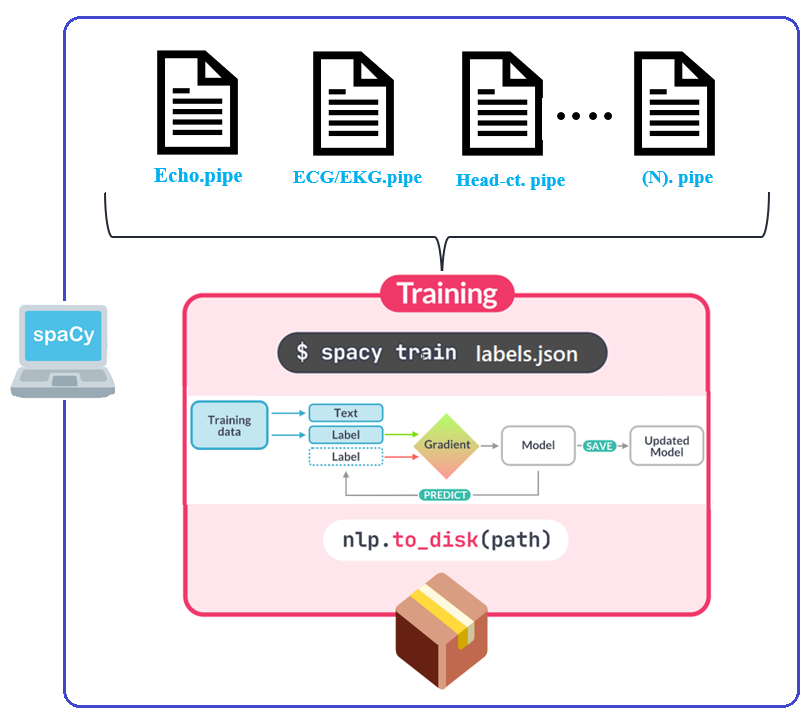 Echo.pipe
ECG/EKG.pipe
Head-ct. pipe
(N). pipe
spaCy
Training
$ spacy train labels.json
Training
data
Text
Label
Label
Gradient
Model
SAVE
Updated
Model
PREDICT
nlp.to_disk(path)